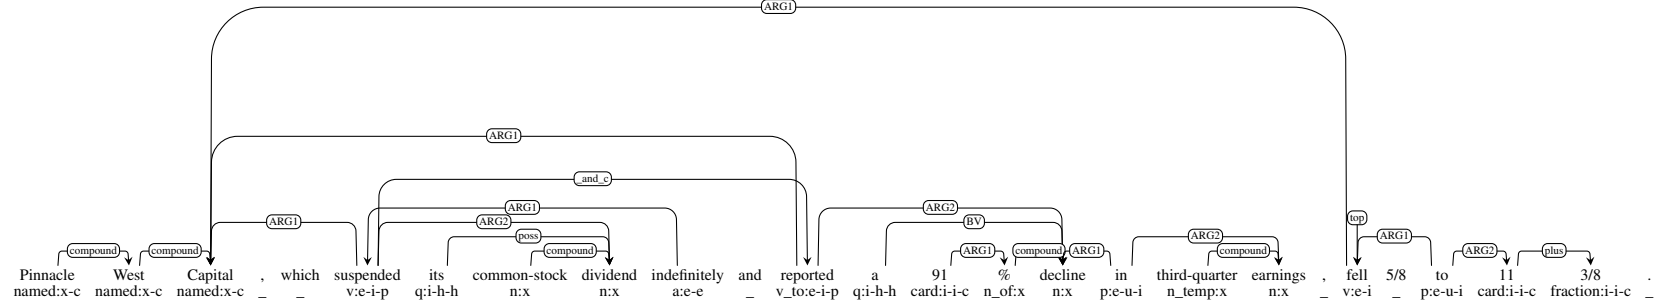 ARG1
ARG1
_and_c
ARG1 ARG2
ARG1 ARG2 BV
top
poss ARG2 ARG1
compound compound compound ARG1 compound ARG1 compound ARG2 plus
Pinnacle West Capital , which suspended its common-stock dividend indefinitely and reported a 91 % decline in third-quarter earnings , fell 5/8 to 11 3/8 .
named:x-c named:x-c named:x-c _ _ v:e-i-p q:i-h-h n:x n:x a:e-e _ v_to:e-i-p q:i-h-h card:i-i-c n_of:x n:x p:e-u-i n_temp:x n:x _ v:e-i _ p:e-u-i card:i-i-c fraction:i-i-c _